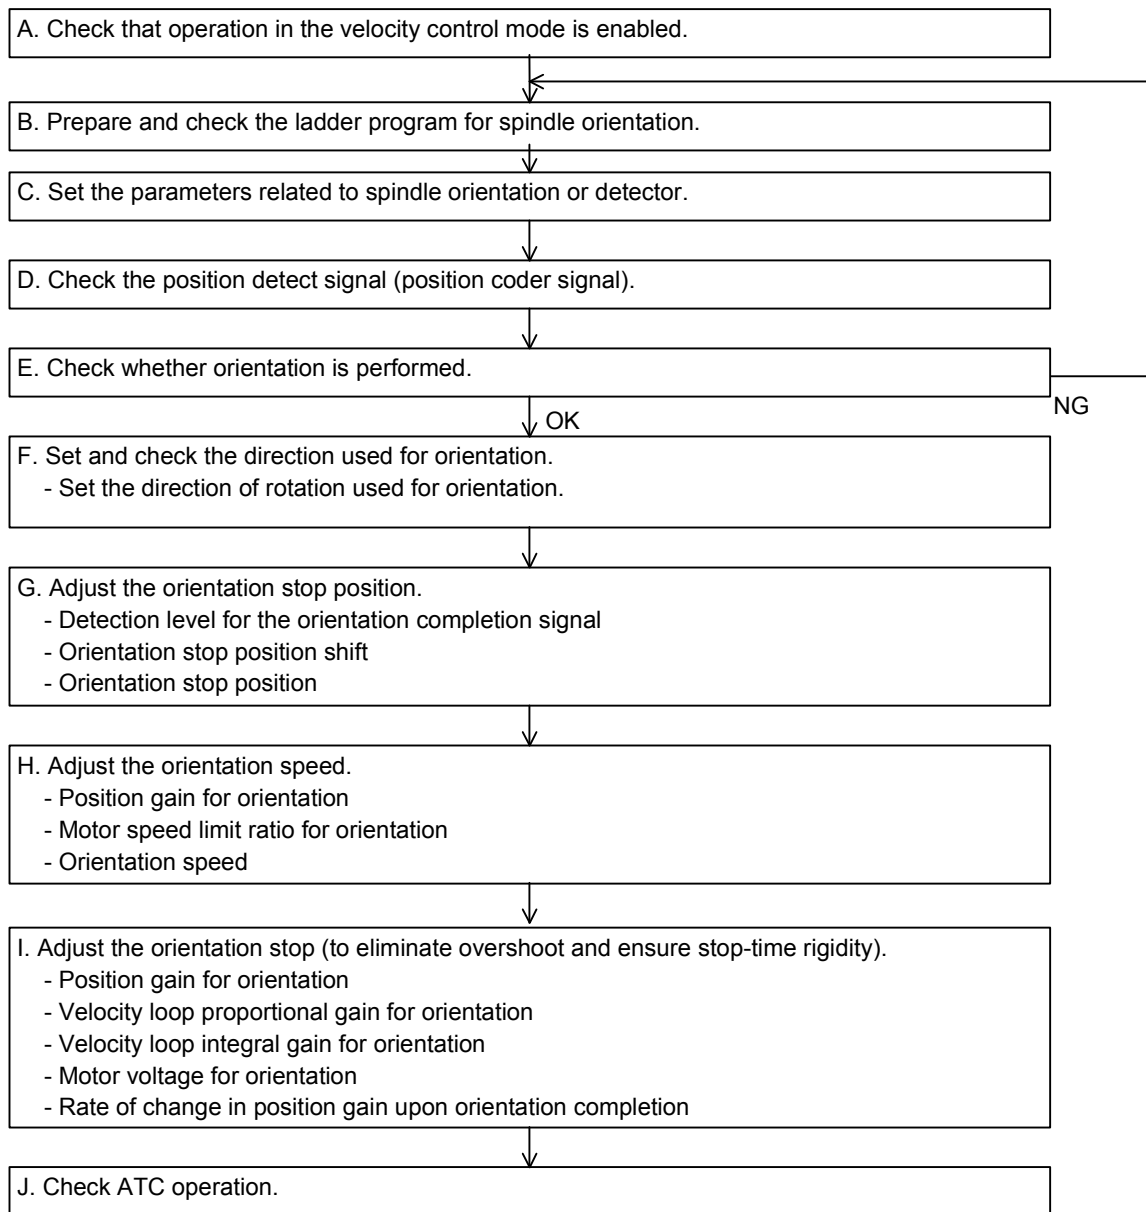 A. Check that operation in the velocity control mode is enabled.
B. Prepare and check the ladder program for spindle orientation.
C. Set the parameters related to spindle orientation or detector.
D. Check the position detect signal (position coder signal).
E. Check whether orientation is performed.
NG
OK
F. Set and check the direction used for orientation.
- Set the direction of rotation used for orientation.
G. Adjust the orientation stop position.
- Detection level for the orientation completion signal
- Orientation stop position shift
- Orientation stop position
H. Adjust the orientation speed.
- Position gain for orientation
- Motor speed limit ratio for orientation
- Orientation speed
I. Adjust the orientation stop (to eliminate overshoot and ensure stop-time rigidity).
- Position gain for orientation
- Velocity loop proportional gain for orientation
- Velocity loop integral gain for orientation
- Motor voltage for orientation
- Rate of change in position gain upon orientation completion
J. Check ATC operation.